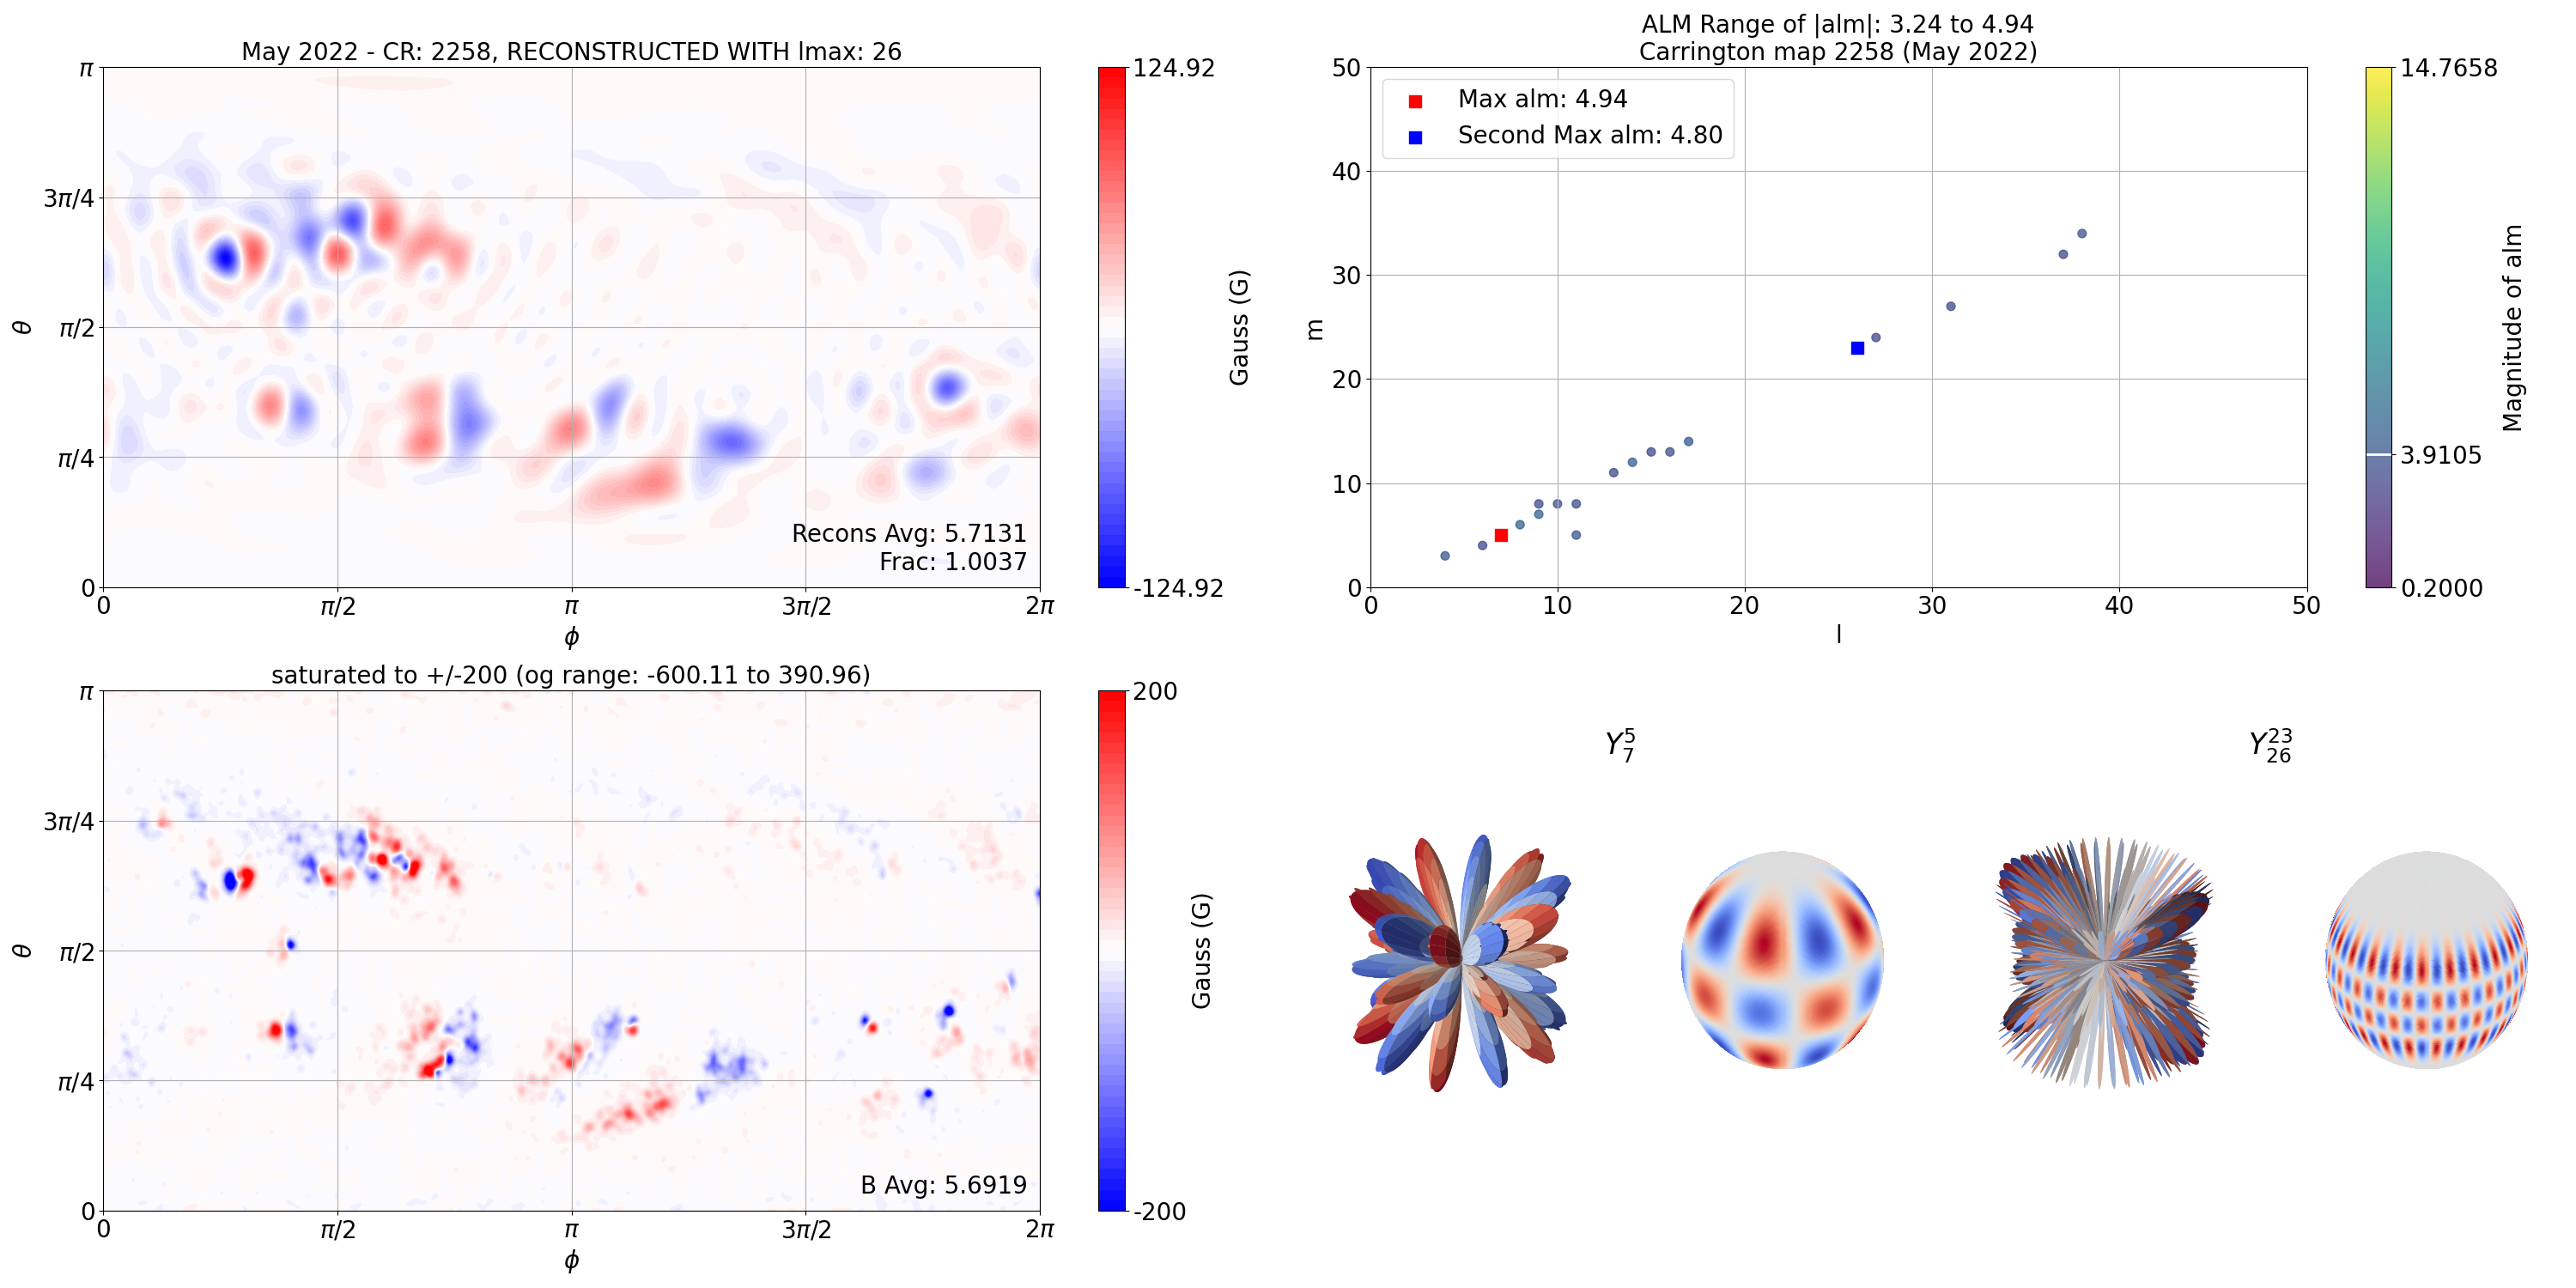 May 2022 - CR: 2258, RECONSTRUCTED WITH lmax: 26
π
3π/4
θ
π/2
π/4
0
0
π/2
π
3π/2
2π
ϕ
Recons Avg: 5.7131
Frac: 1.0037
124.92
Gauss (G)
-124.92
ALM Range of |alm|: 3.24 to 4.94
Carrington map 2258 (May 2022)
Max alm: 4.94
Second Max alm: 4.80
50
40
30
m
20
10
0
0
10
20
30
40
50
l
14.7658
Magnitude of alm
3.9105
0.2000
saturated to +/-200 (og range: -600.11 to 390.96)
π
3π/4
θ
π/2
π/4
0
0
π/2
π
3π/2
2π
ϕ
B Avg: 5.6919
200
Gauss (G)
-200
Y_7^5
Y_26^23